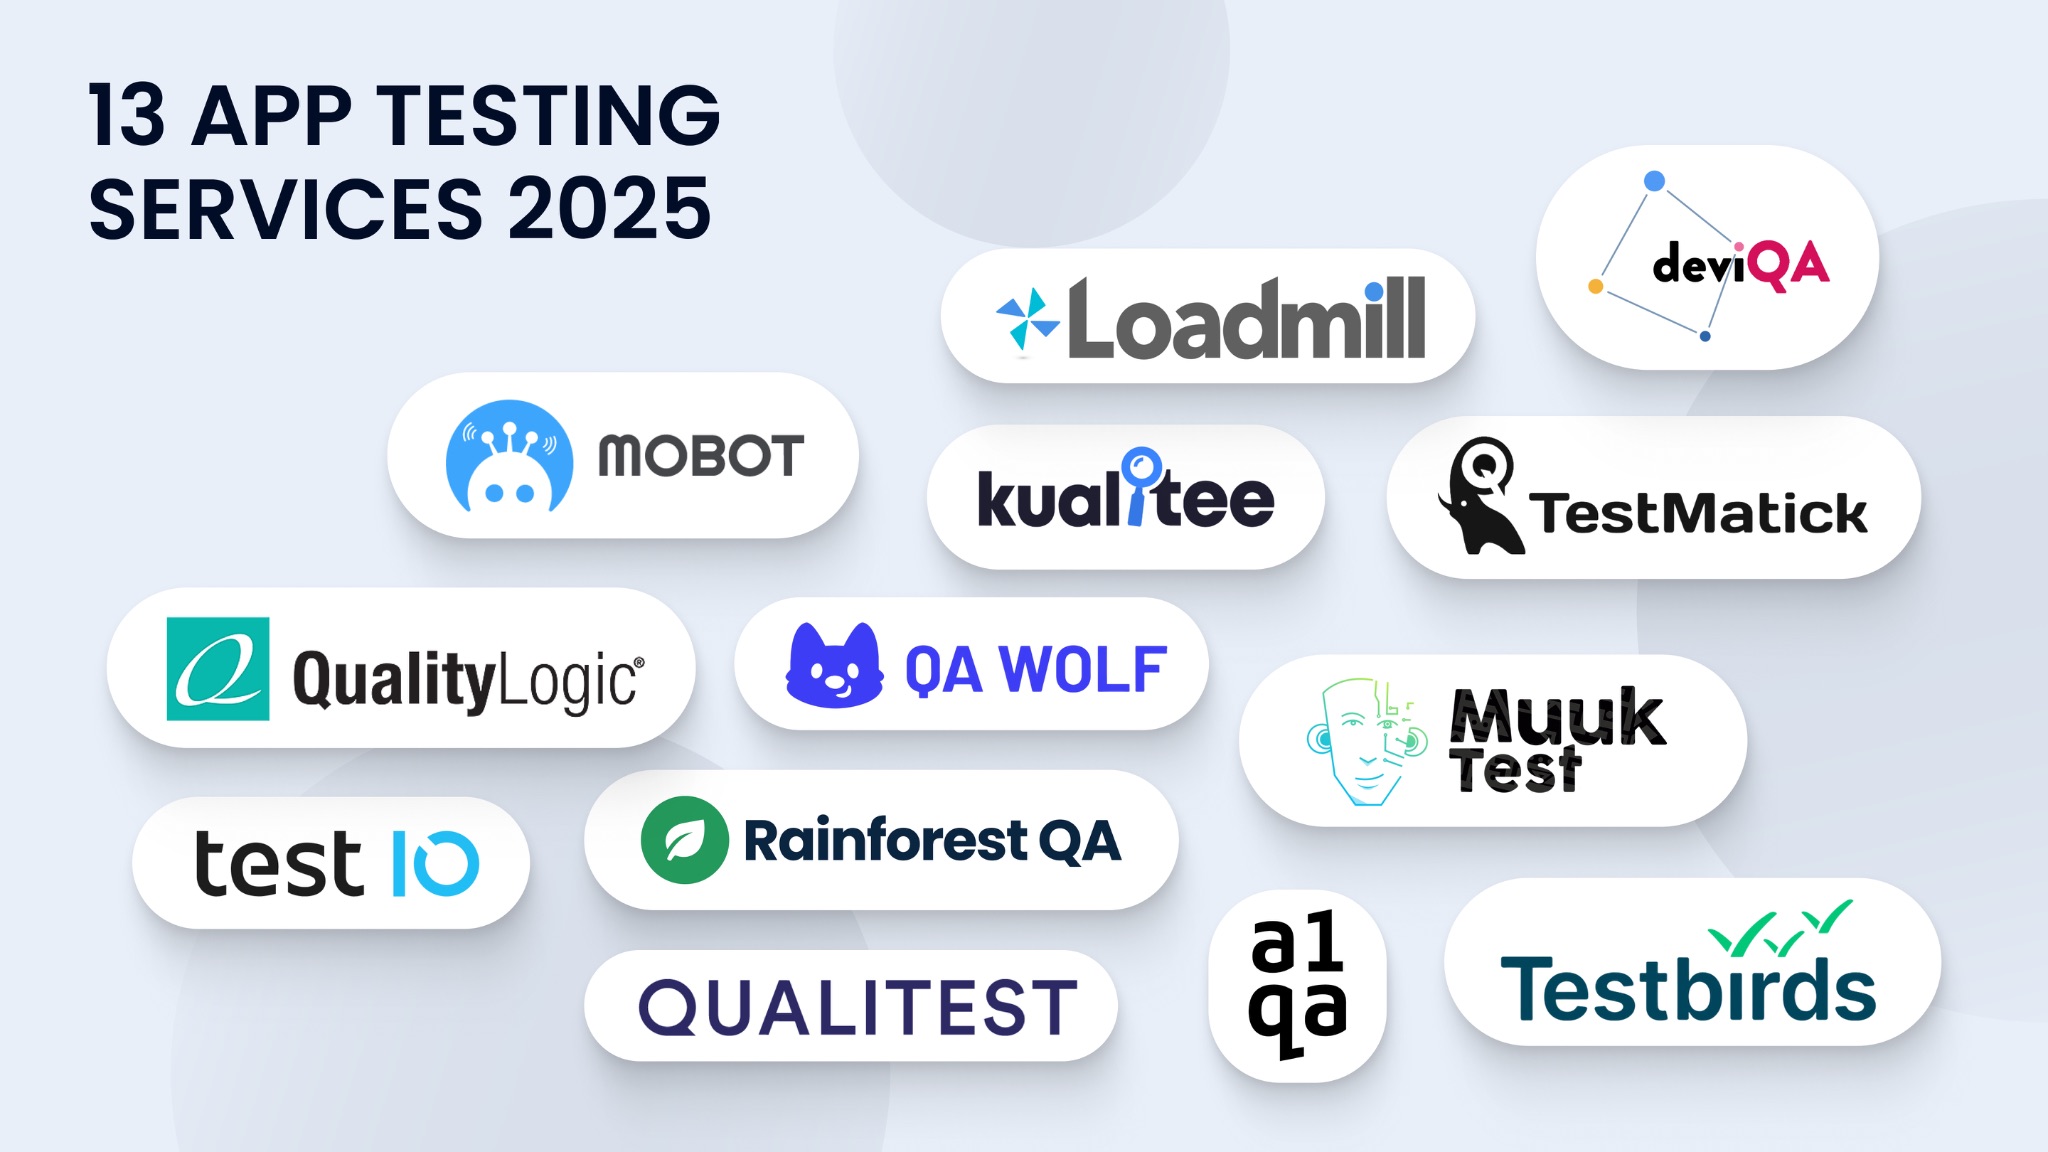 13 APP TESTING
SERVICES 2025
deviQA
Loadmill
MOBOT
kualitee
TestMatick
QualityLogic®
QA WOLF
Muuk
Test
test IO
Rainforest QA
a1
qa
Testbirds
QUALITEST